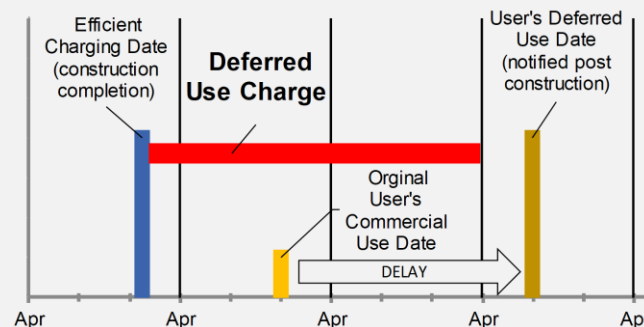 Efficient
Charging Date
(construction
completion)
Deferred
Use Charge
User's Deferred
Use Date
(notified post
construction)
Orginal
User's
Commercial
Use Date
DELAY
Apr
Apr
Apr
Apr
Ap